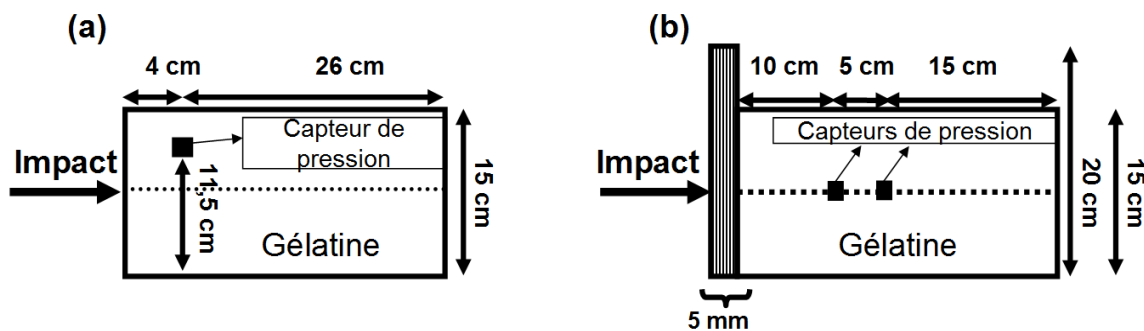 (a)
4 cm
26 cm
Capteur de
pression
Impact
11,5 cm
15 cm
Gélatine
(b)
10 cm
5 cm
15 cm
Capteurs de pression
Impact
20 cm
15 cm
Gélatine
5 mm